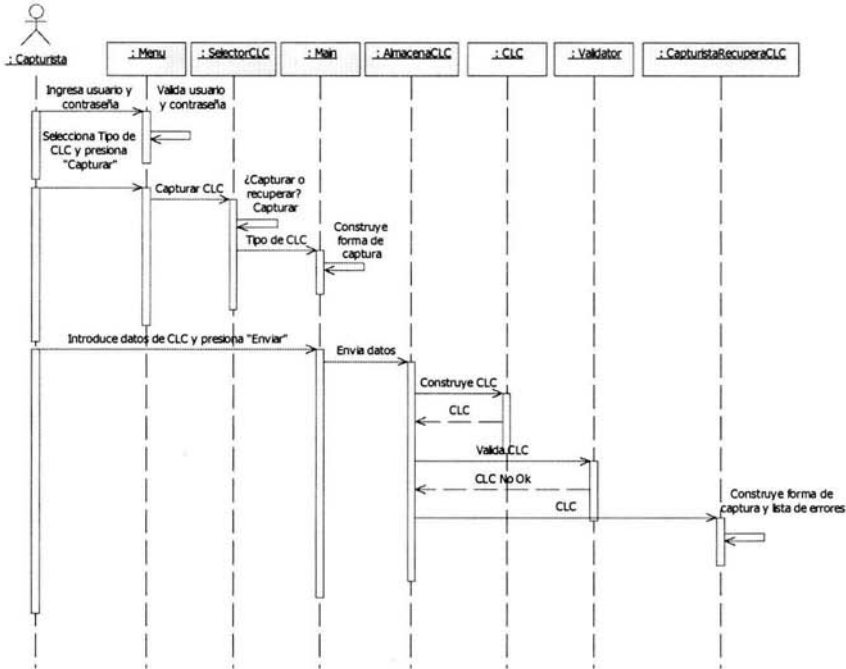 : Capturista
: Menu
: SelectorCLC
: Main
: AlmacenaCLC
: CLC
: Validator
: CapturistaRecuperaCLC
Ingresa usuario y
contraseña
Valida usuario
y contraseña
Selecciona Tipo de
CLC y presiona
"Capturar"
Capturar CLC
¿Capturar o
recuperar?
Capturar
Tipo de CLC
Construye
forma de
captura
Introduce datos de CLC y presiona "Enviar"
Envia datos
Construye CLC
CLC
Valida CLC
CLC No Ok
CLC
Construye forma de
captura y lista de errores